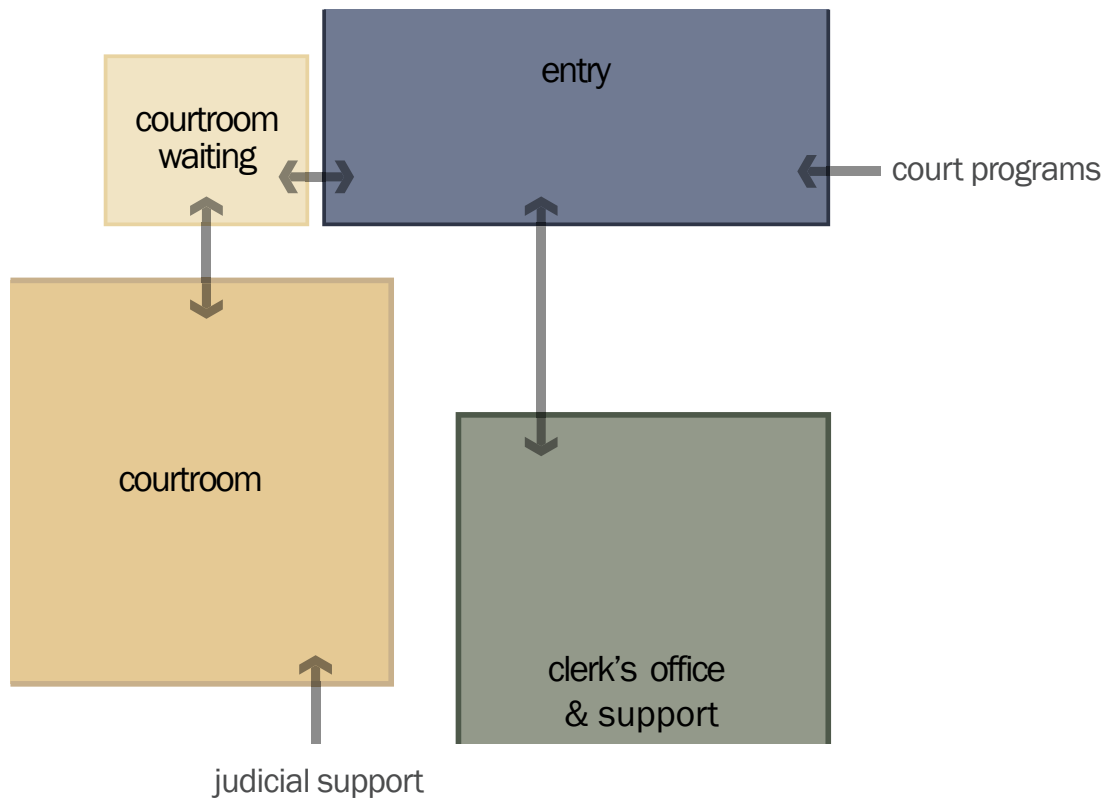 entry
courtroom
waiting
court programs
courtroom
clerk’s office
& support
judicial support